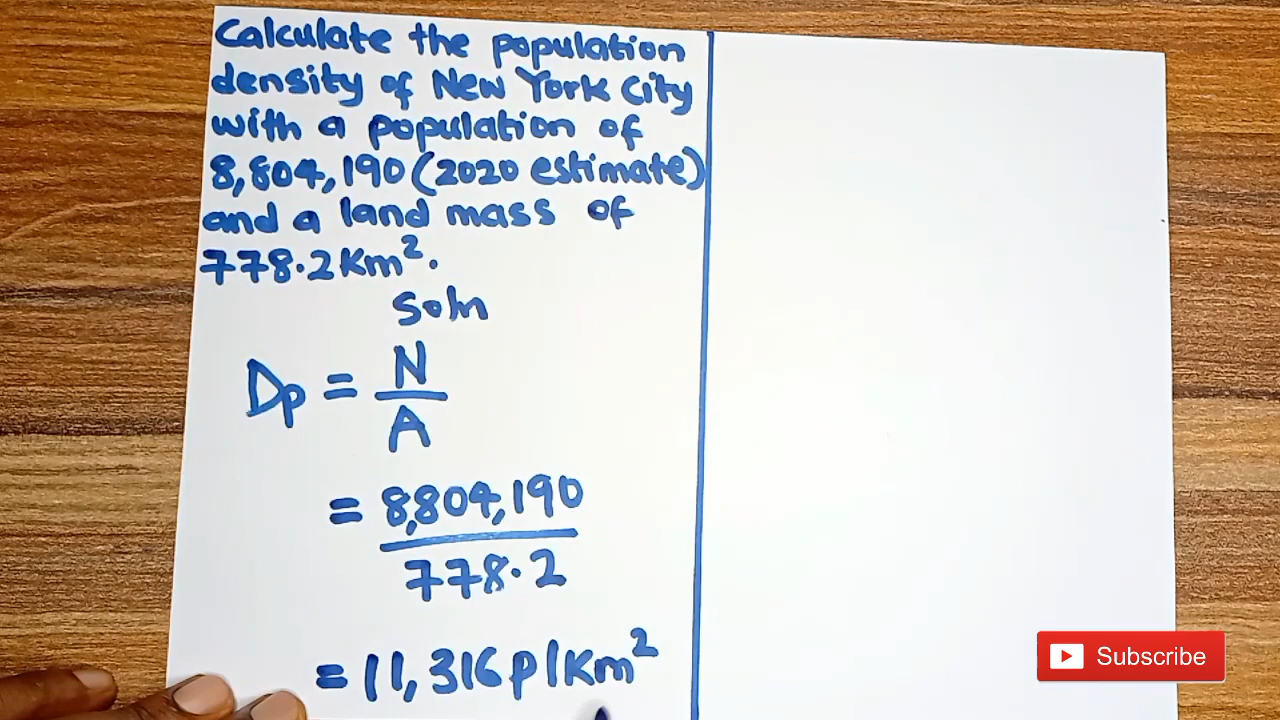 Calculate the population
density of New York City
with a population of
8,804,190 (2020 estimate)
and a land mass of
778.2Km².
Soln
Dp = N
A
= 8,804,190
778.2
= 11,316p/Km²
Subscribe